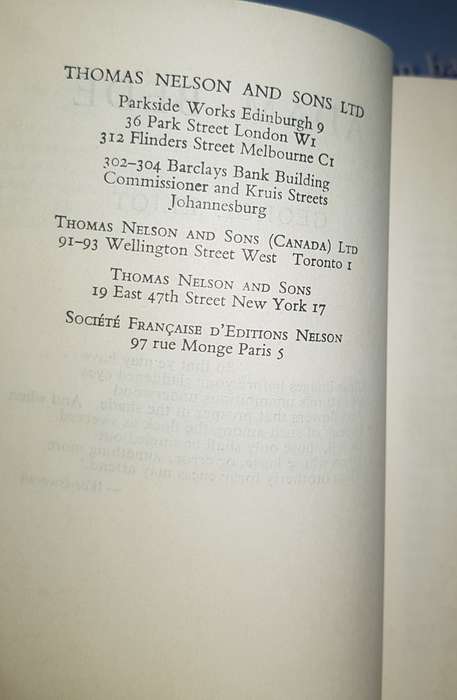 THOMAS NELSON AND SONS LTD
Parkside Works Edinburgh 9
36 Park Street London W1
312 Flinders Street Melbourne C1
302–304 Barclays Bank Building
Commissioner and Kruis Streets
Johannesburg
THOMAS NELSON AND SONS (CANADA) LTD
91–93 Wellington Street West Toronto 1
THOMAS NELSON AND SONS
19 East 47th Street New York 17
SOCIÉTÉ FRANÇAISE D'EDITIONS NELSON
97 rue Monge Paris 5